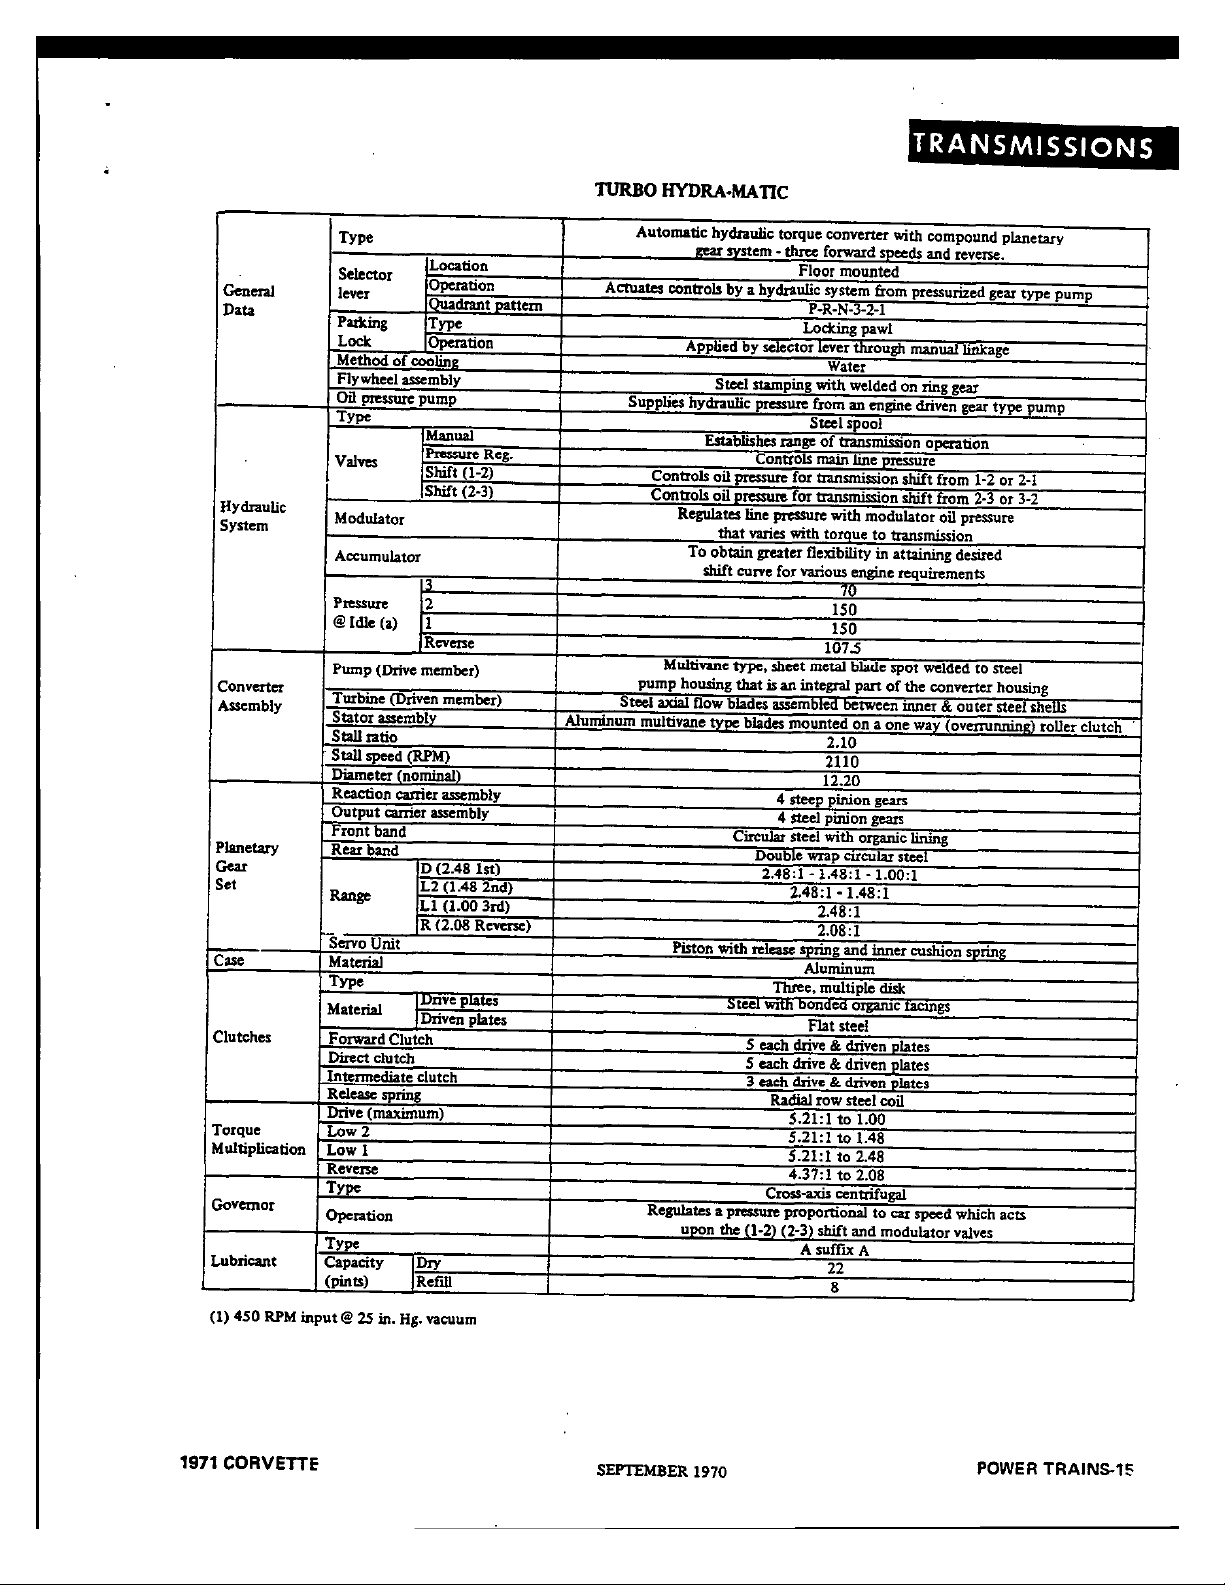 TRANSMISSIONS
TURBO HYDRA-MATIC
General Data
Type
Automatic hydraulic torque converter with compound planetary
gear system - three forward speeds and reverse.
Selector lever
Location
Floor mounted
Operation
Actuates controls by a hydraulic system from pressurized gear type pump
Quadrant pattern
P-R-N-3-2-1
Parking Lock
Type
Locking pawl
Operation
Applied by selector lever through manual linkage
Method of cooling
Water
Flywheel assembly
Steel stamping with welded on ring gear
Oil pressure pump
Supplies hydraulic pressure from an engine driven gear type pump
Hydraulic System
Type
Steel spool
Valves
Manual
Establishes range of transmission operation
Pressure Reg.
Controls main line pressure
Shift (1-2)
Controls oil pressure for transmission shift from 1-2 or 2-1
Shift (2-3)
Controls oil pressure for transmission shift from 2-3 or 3-2
Modulator
Regulates line pressure with modulator oil pressure
that varies with torque to transmission
Accumulator
To obtain greater flexibility in attaining desired
shift curve for various engine requirements
Pressure @ Idle (a)
3
70
2
150
1
150
Reverse
107.5
Converter Assembly
Pump (Drive member)
Multivane type, sheet metal blade spot welded to steel
pump housing that is an integral part of the converter housing
Turbine (Driven member)
Steel axial flow blades assembled between inner & outer steel shells
Stator assembly
Aluminum multivane type blades mounted on a one way (overrunning) roller clutch
Stall ratio
2.10
Stall speed (RPM)
2110
Diameter (nominal)
12.20
Planetary Gear Set
Reaction carrier assembly
4 steep pinion gears
Output carrier assembly
4 steel pinion gears
Front band
Circular steel with organic lining
Rear band
Double wrap circular steel
Range
D (2.48 1st)
2.48:1 - 1.48:1 - 1.00:1
L2 (1.48 2nd)
2.48:1 - 1.48:1
L1 (1.00 3rd)
2.48:1
R (2.08 Reverse)
2.08:1
Servo Unit
Piston with release spring and inner cushion spring
Case
Material
Aluminum
Clutches
Type
Three, multiple disk
Material
Drive plates
Steel with bonded organic facings
Driven plates
Flat steel
Forward Clutch
5 each drive & driven plates
Direct clutch
5 each drive & driven plates
Intermediate clutch
3 each drive & driven plates
Release spring
Radial row steel coil
Torque Multiplication
Drive (maximum)
5.21:1 to 1.00
Low 2
5.21:1 to 1.48
Low 1
5.21:1 to 2.48
Reverse
4.37:1 to 2.08
Governor
Type
Cross-axis centrifugal
Operation
Regulates a pressure proportional to car speed which acts
upon the (1-2) (2-3) shift and modulator valves
Lubricant
Type
A suffix A
Capacity (pints)
Dry
22
Refill
8
(1) 450 RPM input @ 25 in. Hg. vacuum
1971 CORVETTE
SEPTEMBER 1970
POWER TRAINS-15